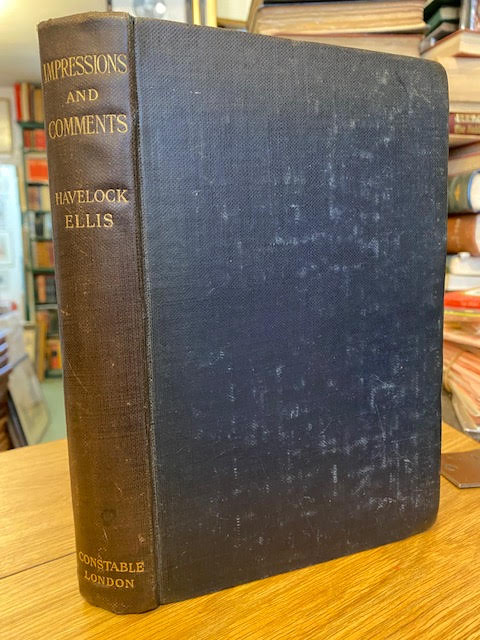 IMPRESSIONS
AND
COMMENTS
HAVELOCK
ELLIS
CONSTABLE
LONDON